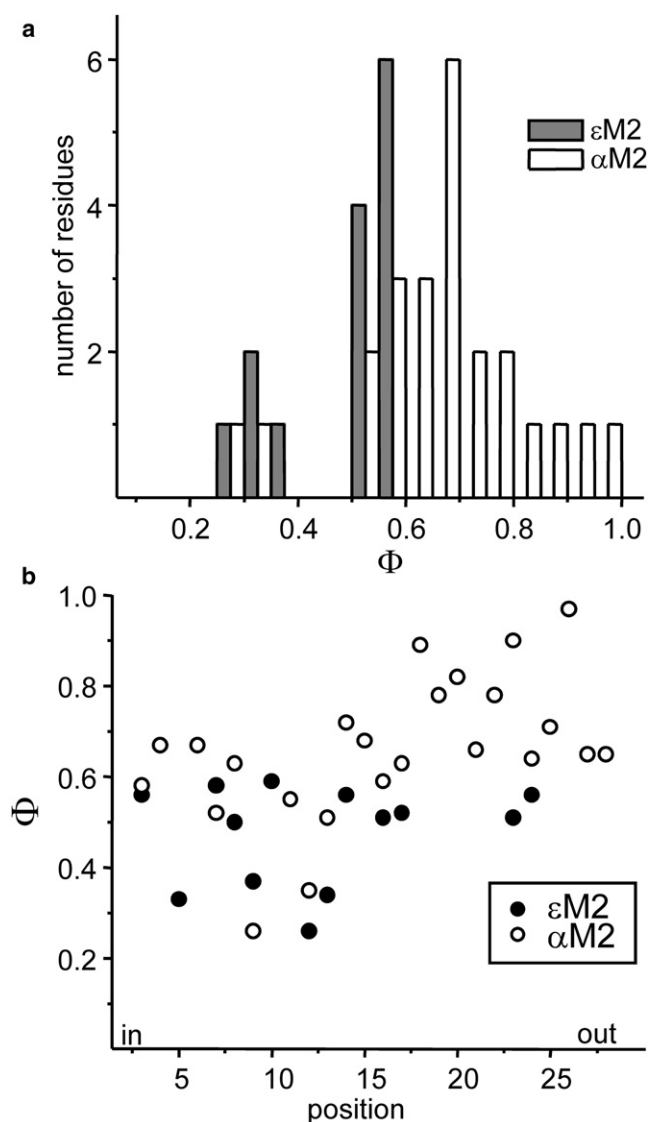 a
6
4
2
number of residues
εM2
αM2
0.2 0.4 0.6 0.8 1.0
Φ
b
1.0
0.8
0.6
0.4
0.2
Φ
εM2
αM2
in out
5 10 15 20 25
position